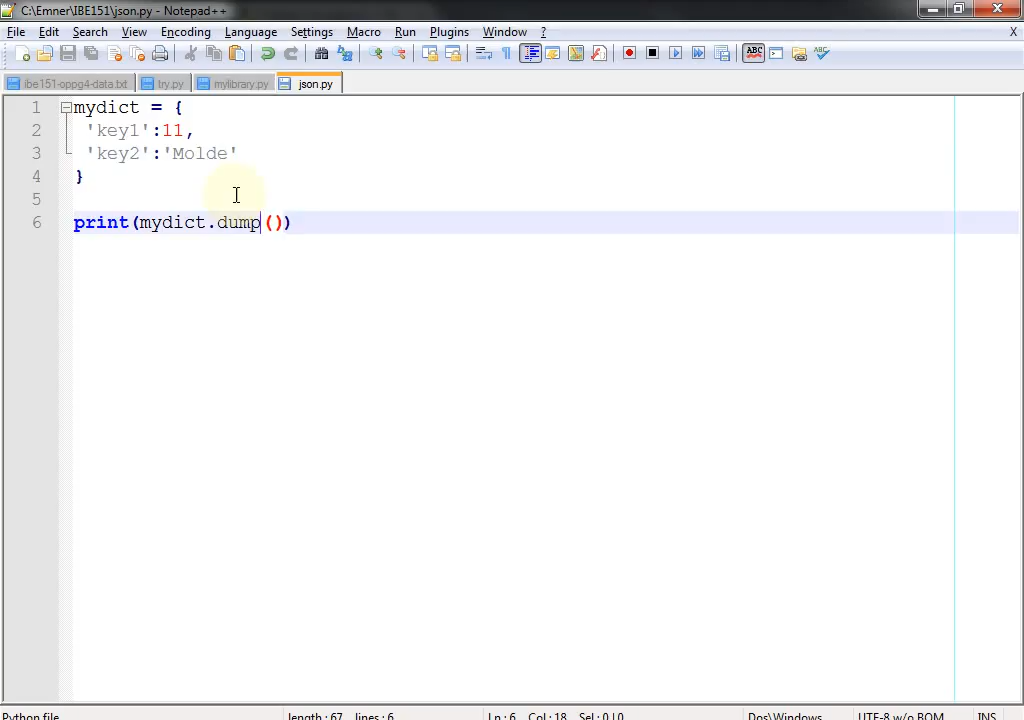 C:\Emner\IBE151\json.py - Notepad++
File Edit Search View Encoding Language Settings Macro Run Plugins Window ? X
ABC ABC
ibe151-oppg4-data.txt try.py mylibrary.py json.py
1 mydict = {
2 'key1':11,
3 'key2':'Molde'
4 }
5
6 print(mydict.dump())
Python file length : 67 lines : 6 Ln : 6 Col : 18 Sel : 0 | 0 Dos\Windows UTF-8 w/o BOM INS